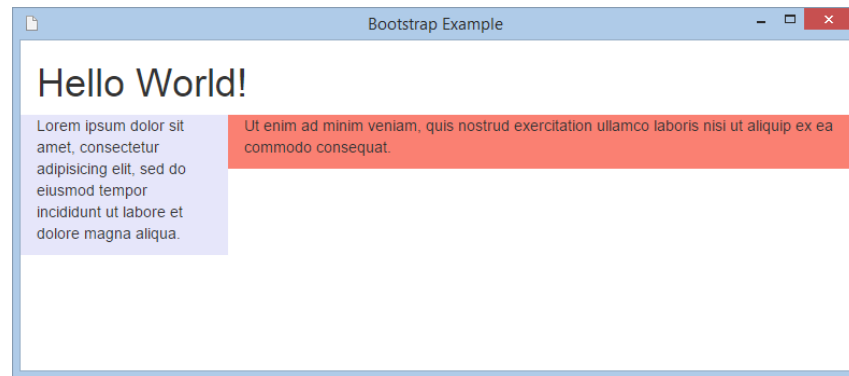 Bootstrap Example
Hello World!
Lorem ipsum dolor sit
amet, consectetur
adipisicing elit, sed do
eiusmod tempor
incididunt ut labore et
dolore magna aliqua.
Ut enim ad minim veniam, quis nostrud exercitation ullamco laboris nisi ut aliquip ex ea
commodo consequat.